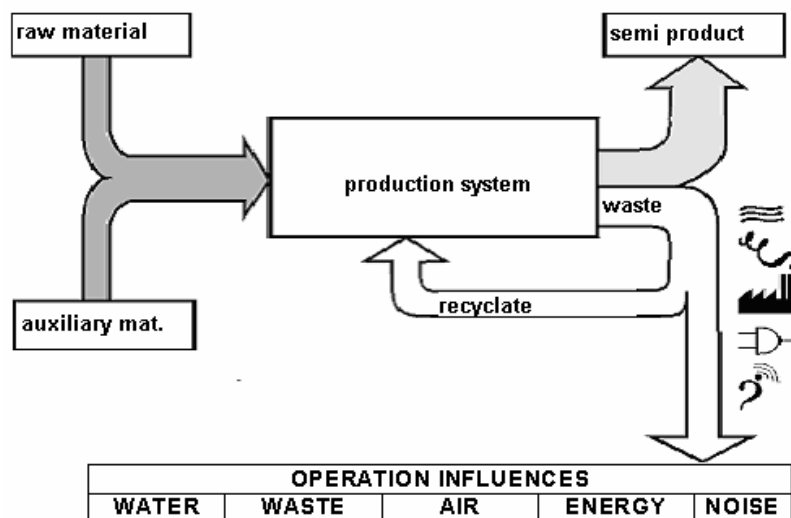 raw material
semi product
production system
waste
recyclate
auxiliary mat.
OPERATION INFLUENCES
WATER WASTE AIR ENERGY NOISE